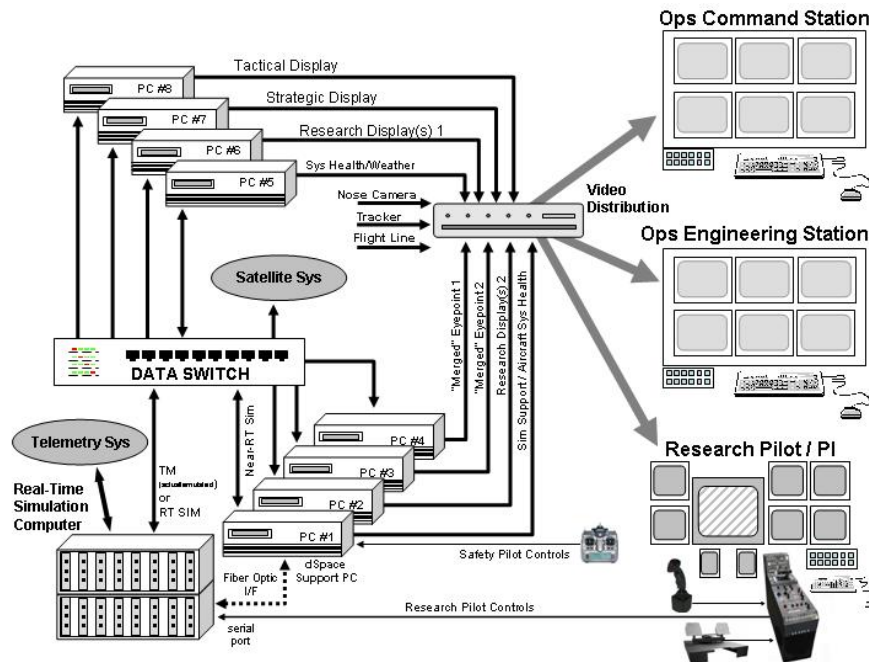 Ops Command Station
Tactical Display
PC #8
Strategic Display
PC #7
Research Display(s) 1
PC #6
Sys Health/Weather
PC #5
Nose Camera
Tracker
Flight Line
Video
Distribution
Ops Engineering Station
Satellite Sys
"Merged" Eyepoint 1
"Merged" Eyepoint 2
Research Display(s) 2
Sim Support / Aircraft Sys Health
DATA SWITCH
Telemetry Sys
Near-RT Sim
PC #4
PC #3
PC #2
PC #1
Research Pilot / PI
Real-Time
Simulation
Computer
TM
or
RT SIM
Safety Pilot Controls
dSpace
Support PC
Fiber Optic
I/F
Research Pilot Controls
serial
port